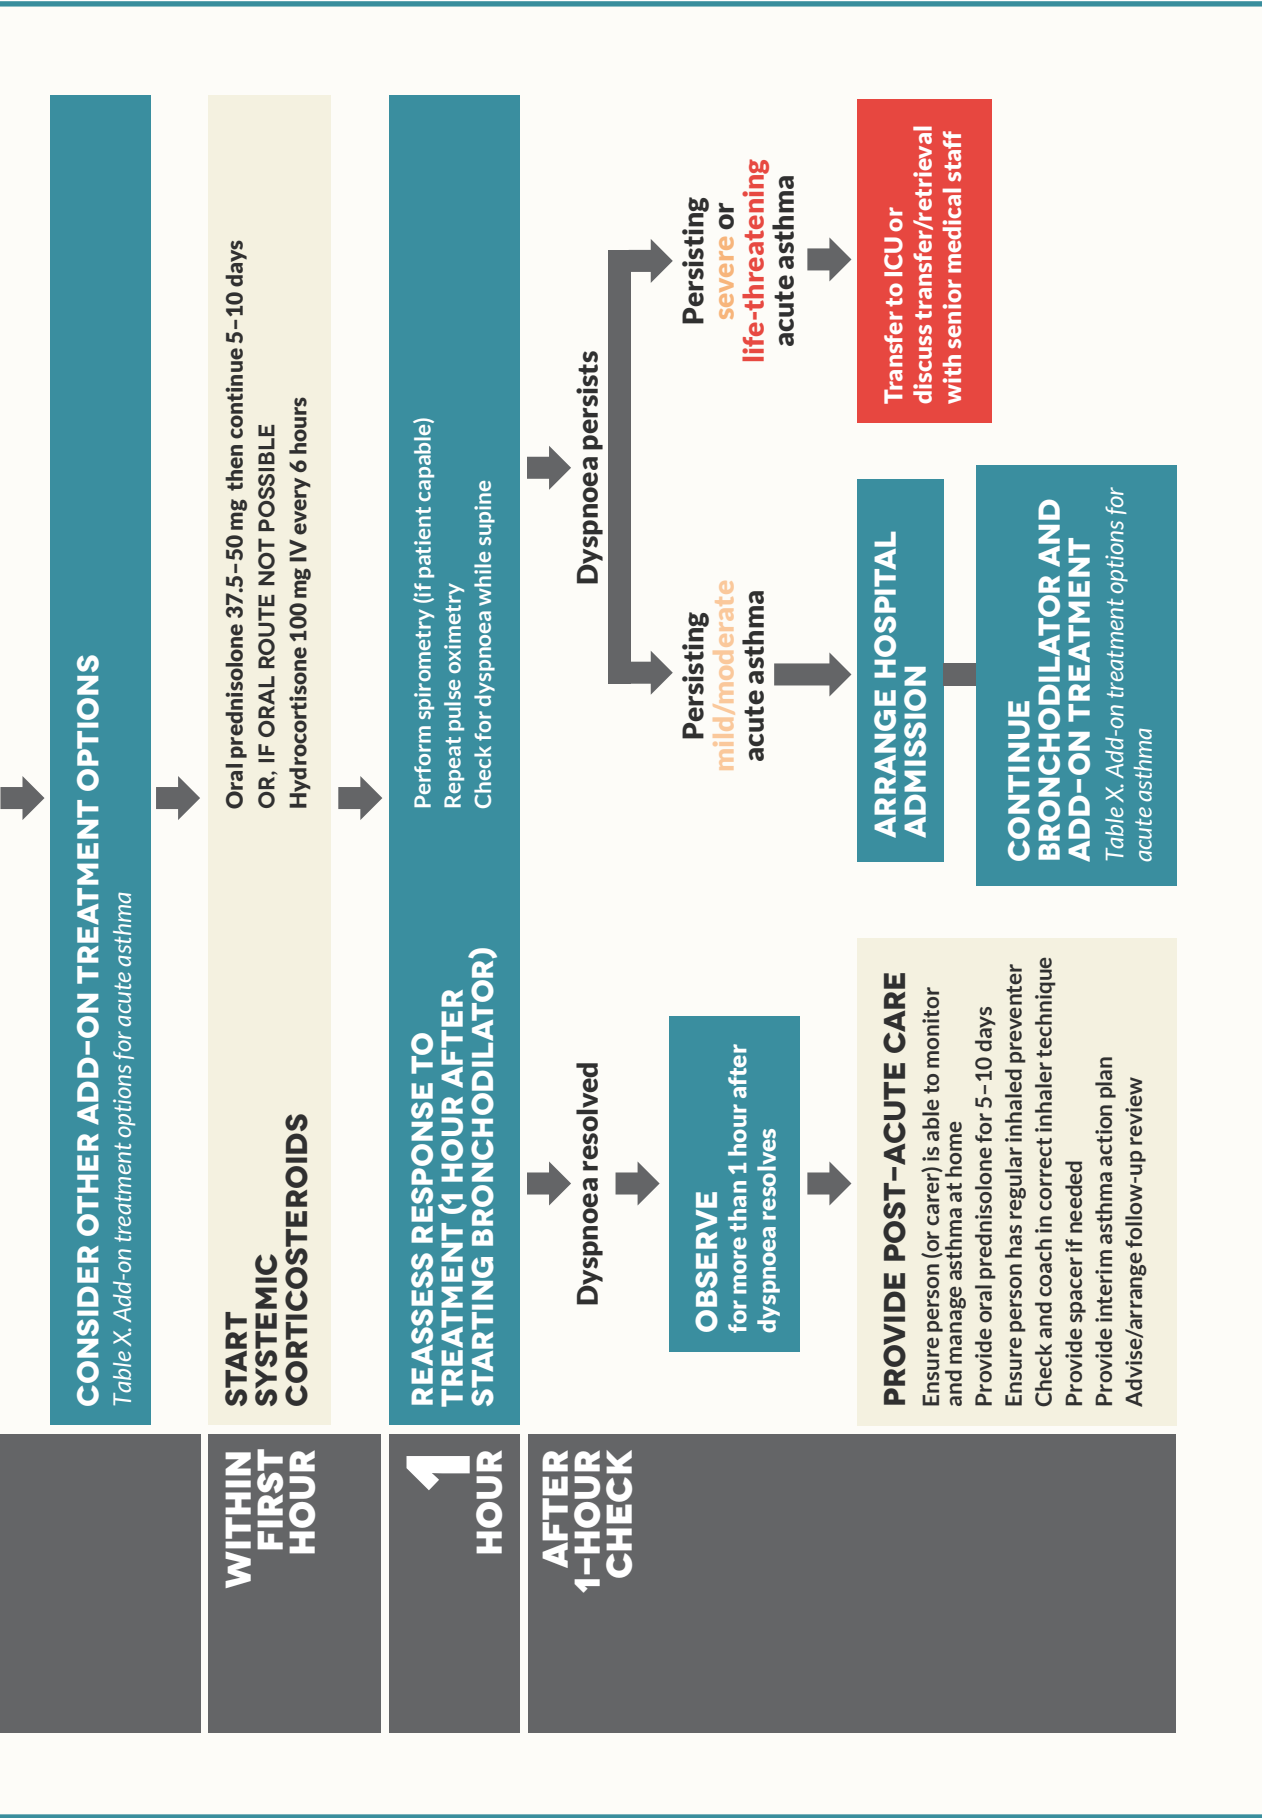 CONSIDER OTHER ADD–ON TREATMENT OPTIONS
Table X. Add-on treatment options for acute asthma
WITHIN
FIRST
HOUR
START
SYSTEMIC
CORTICOSTEROIDS
Oral prednisolone 37.5–50 mg then continue 5–10 days
OR, IF ORAL ROUTE NOT POSSIBLE
Hydrocortisone 100 mg IV every 6 hours
1
HOUR
REASSESS RESPONSE TO
TREATMENT (1 HOUR AFTER
STARTING BRONCHODILATOR)
Perform spirometry (if patient capable)
Repeat pulse oximetry
Check for dyspnoea while supine
AFTER
1–HOUR
CHECK
Dyspnoea resolved
Dyspnoea persists
OBSERVE
for more than 1 hour after
dyspnoea resolves
Persisting
mild/moderate
acute asthma
Persisting
severe or
life-threatening
acute asthma
PROVIDE POST–ACUTE CARE
Ensure person (or carer) is able to monitor
and manage asthma at home
Provide oral prednisolone for 5–10 days
Ensure person has regular inhaled preventer
Check and coach in correct inhaler technique
Provide spacer if needed
Provide interim asthma action plan
Advise/arrange follow-up review
ARRANGE HOSPITAL
ADMISSION
CONTINUE
BRONCHODILATOR AND
ADD–ON TREATMENT
Table X. Add-on treatment options for
acute asthma
Transfer to ICU or
discuss transfer/retrieval
with senior medical staff